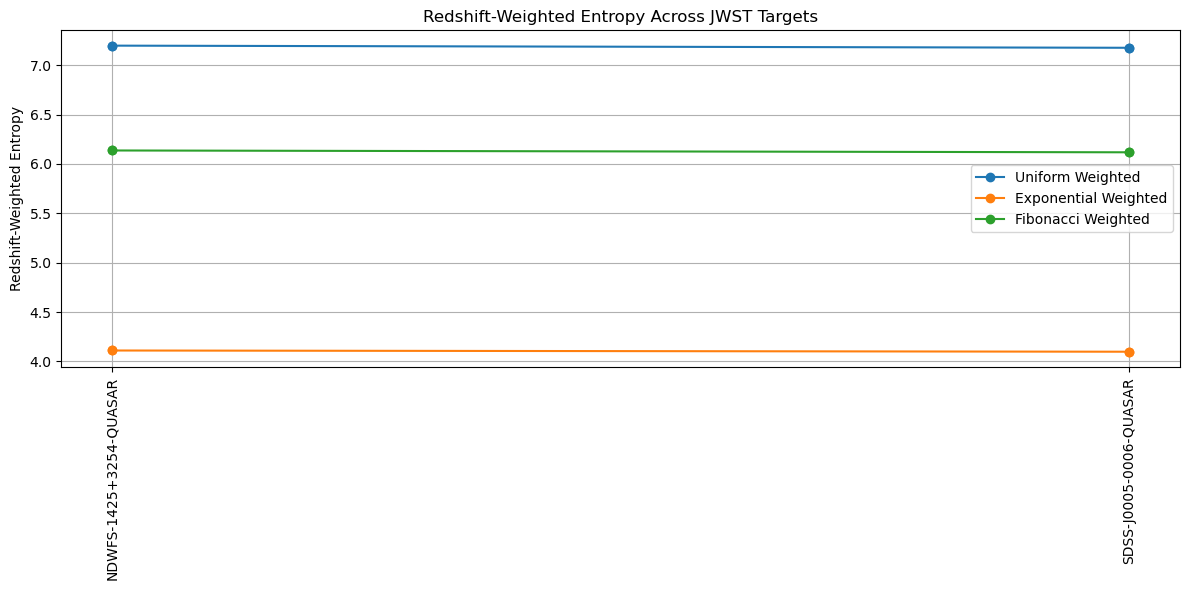 Redshift-Weighted Entropy Across JWST Targets
Redshift-Weighted Entropy
7.0
6.5
6.0
5.5
5.0
4.5
4.0
Uniform Weighted
Exponential Weighted
Fibonacci Weighted
NDWFS-1425+3254-QUASAR
SDSS-J0005-0006-QUASAR